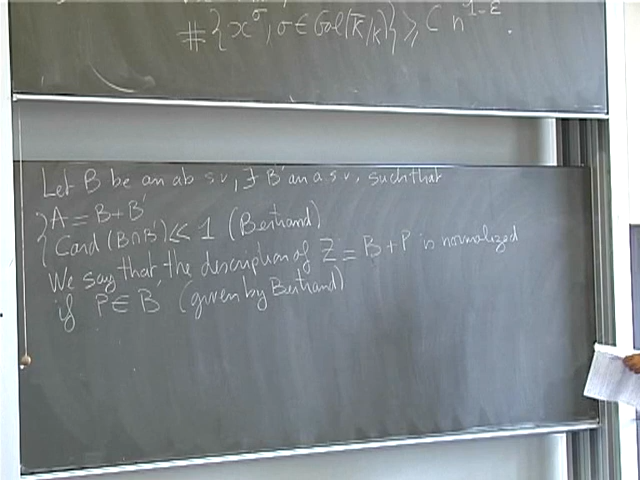 #{x^σ, σ ∈ Gal(K̄/K)} ≥ C n^{1-ε}.
Let B be an ab s.v, ∃ B' an a.s.v, such that
{ A = B + B'
{ Card (B∩B') ≪ 1 (Bertrand)
We say that the description of Z = B + P is normalized
if P ∈ B' (given by Bertrand)